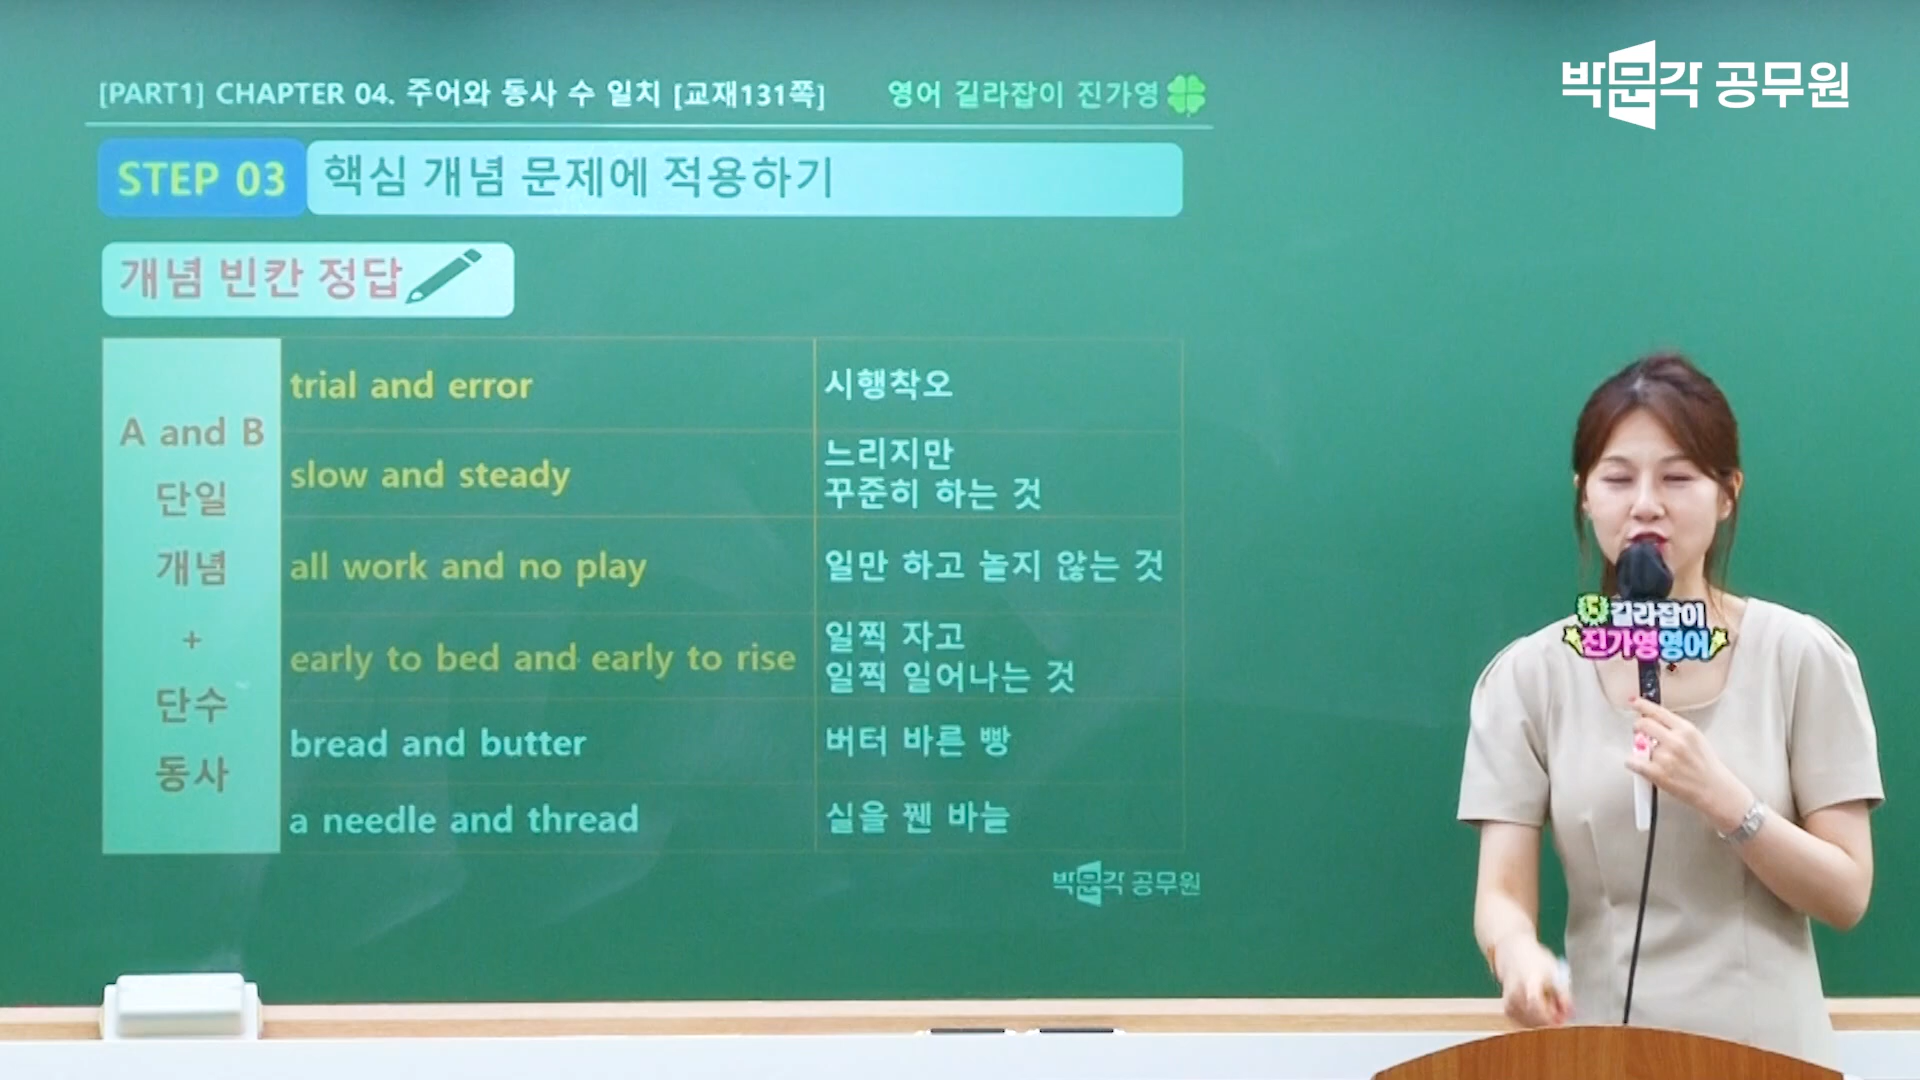 박문각 공무원
[PART1] CHAPTER 04. 주어와 동사 수 일치 [교재131쪽]
영어 길라잡이 진가영
STEP 03 핵심 개념 문제에 적용하기
개념 빈칸 정답
A and B
단일
개념
+
단수
동사
trial and error 시행착오
slow and steady 느리지만
꾸준히 하는 것
all work and no play 일만 하고 놀지 않는 것
early to bed and early to rise 일찍 자고
일찍 일어나는 것
bread and butter 버터 바른 빵
a needle and thread 실을 꿴 바늘
박문각 공무원
길라잡이
진가영영어